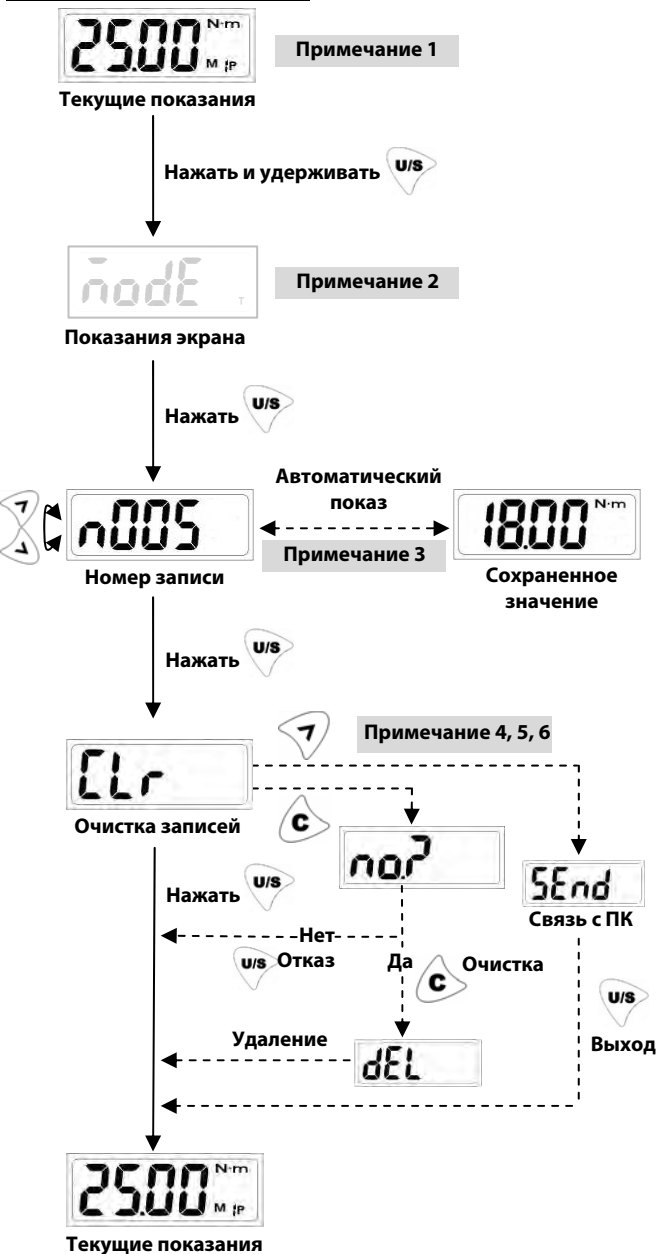 25.00 N·m
M P
Примечание 1
Текущие показания
Нажать и удерживать U/S
modE
T
Примечание 2
Показания экрана
Нажать U/S
Автоматический
показ
n005
18.00 N·m
Примечание 3
Номер записи
Сохраненное
значение
Нажать U/S
Примечание 4, 5, 6
CLr
Очистка записей
C
no.?
SEnd
Нажать U/S
Связь с ПК
Нет
U/S Отказ
Да
C
Очистка
U/S
Выход
Удаление
dEL
25.00 N·m
M P
Текущие показания